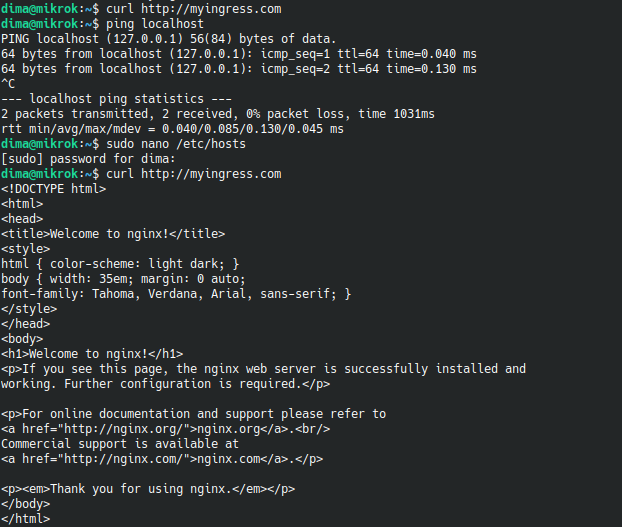 dima@mikrok:~$ curl http://myingress.com
dima@mikrok:~$ ping localhost
PING localhost (127.0.0.1) 56(84) bytes of data.
64 bytes from localhost (127.0.0.1): icmp_seq=1 ttl=64 time=0.040 ms
64 bytes from localhost (127.0.0.1): icmp_seq=2 ttl=64 time=0.130 ms
^C
--- localhost ping statistics ---
2 packets transmitted, 2 received, 0% packet loss, time 1031ms
rtt min/avg/max/mdev = 0.040/0.085/0.130/0.045 ms
dima@mikrok:~$ sudo nano /etc/hosts
[sudo] password for dima:
dima@mikrok:~$ curl http://myingress.com
<!DOCTYPE html>
<html>
<head>
<title>Welcome to nginx!</title>
<style>
html { color-scheme: light dark; }
body { width: 35em; margin: 0 auto;
font-family: Tahoma, Verdana, Arial, sans-serif; }
</style>
</head>
<body>
<h1>Welcome to nginx!</h1>
<p>If you see this page, the nginx web server is successfully installed and
working. Further configuration is required.</p>

<p>For online documentation and support please refer to
<a href="http://nginx.org/">nginx.org</a>.<br/>
Commercial support is available at
<a href="http://nginx.com/">nginx.com</a>.</p>

<p><em>Thank you for using nginx.</em></p>
</body>
</html>